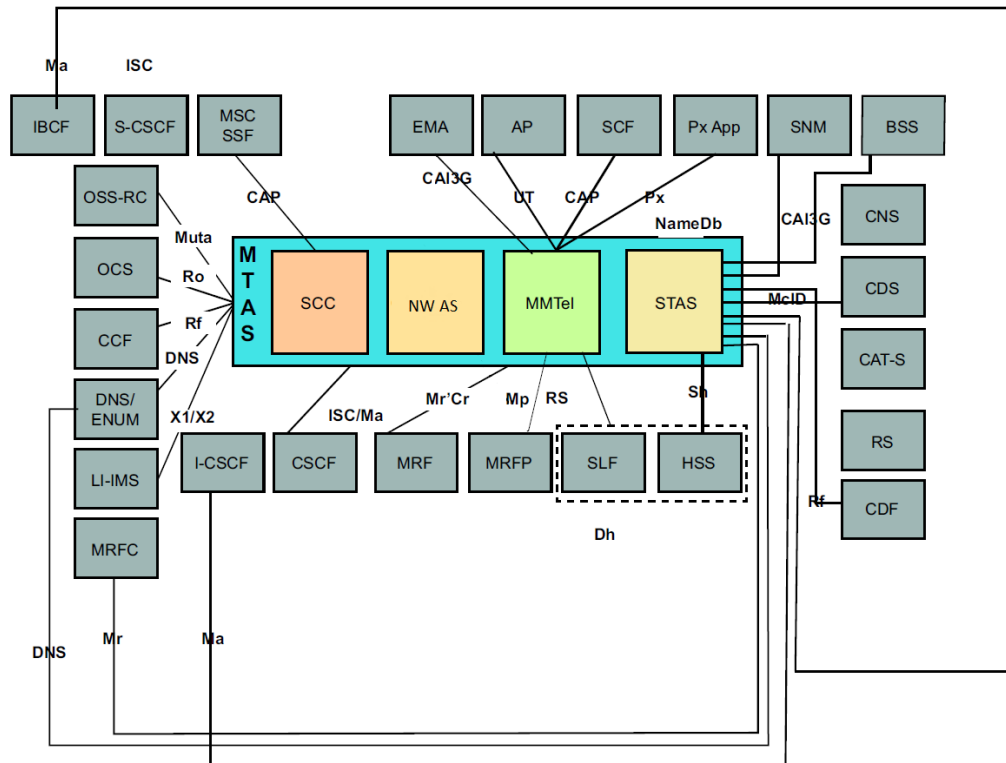 Ma
ISC
IBCF
S-CSCF
MSC
SSF
EMA
AP
SCF
Px App
SNM
BSS
OSS-RC
CAP
CAI3G
UT
CAP
Px
NameDb
CAI3G
CNS
Muta
OCS
Ro
MTAS
SCC
NW AS
MMTel
STAS
McID
CDS
CCF
Rf
DNS
CAT-S
DNS/
ENUM
X1/X2
ISC/Ma
Mr'Cr
Mp
RS
Sh
RS
LI-IMS
I-CSCF
CSCF
MRF
MRFP
SLF
HSS
Rf
CDF
MRFC
Dh
DNS
Mr
Ma